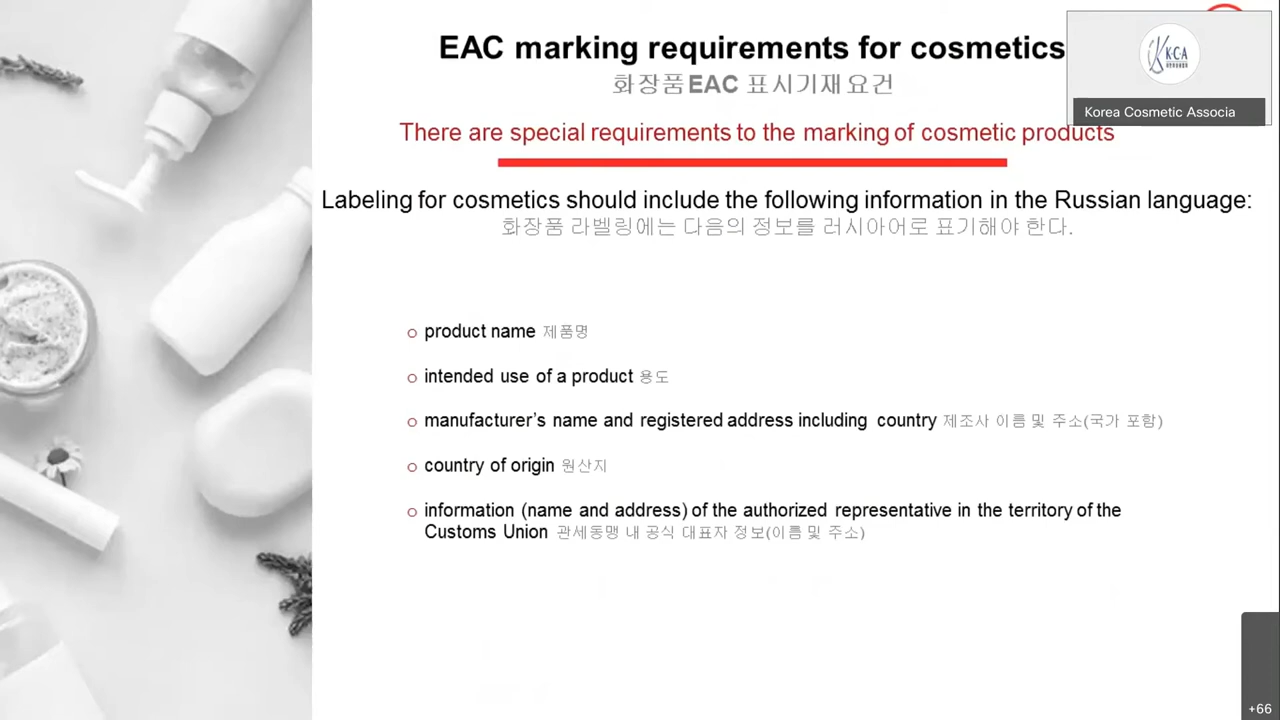 EAC marking requirements for cosmetics
화장품EAC 표시기재요건
KCA
Korea Cosmetic Associa
There are special requirements to the marking of cosmetic products
Labeling for cosmetics should include the following information in the Russian language:
화장품 라벨링에는 다음의 정보를 러시아어로 표기해야 한다.
product name 제품명
intended use of a product 용도
manufacturer’s name and registered address including country 제조사 이름 및 주소(국가 포함)
country of origin 원산지
information (name and address) of the authorized representative in the territory of the
Customs Union 관세동맹 내 공식 대표자 정보(이름 및 주소)
+66